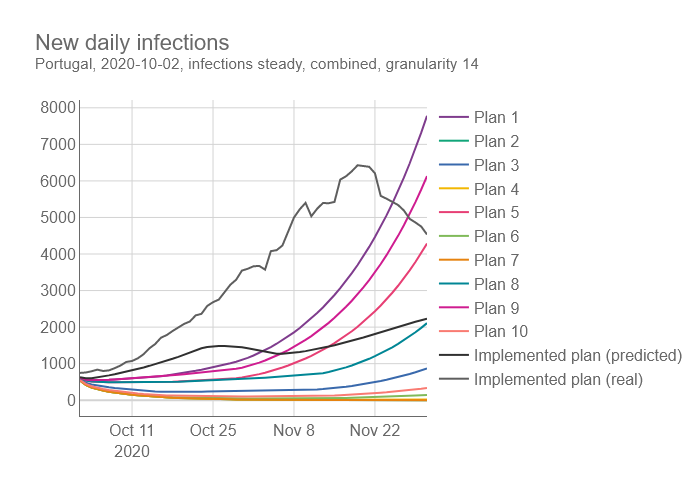 New daily infections
Portugal, 2020-10-02, infections steady, combined, granularity 14
8000
7000
6000
5000
4000
3000
2000
1000
0
Oct 11
2020
Oct 25
Nov 8
Nov 22
Plan 1
Plan 2
Plan 3
Plan 4
Plan 5
Plan 6
Plan 7
Plan 8
Plan 9
Plan 10
Implemented plan (predicted)
Implemented plan (real)